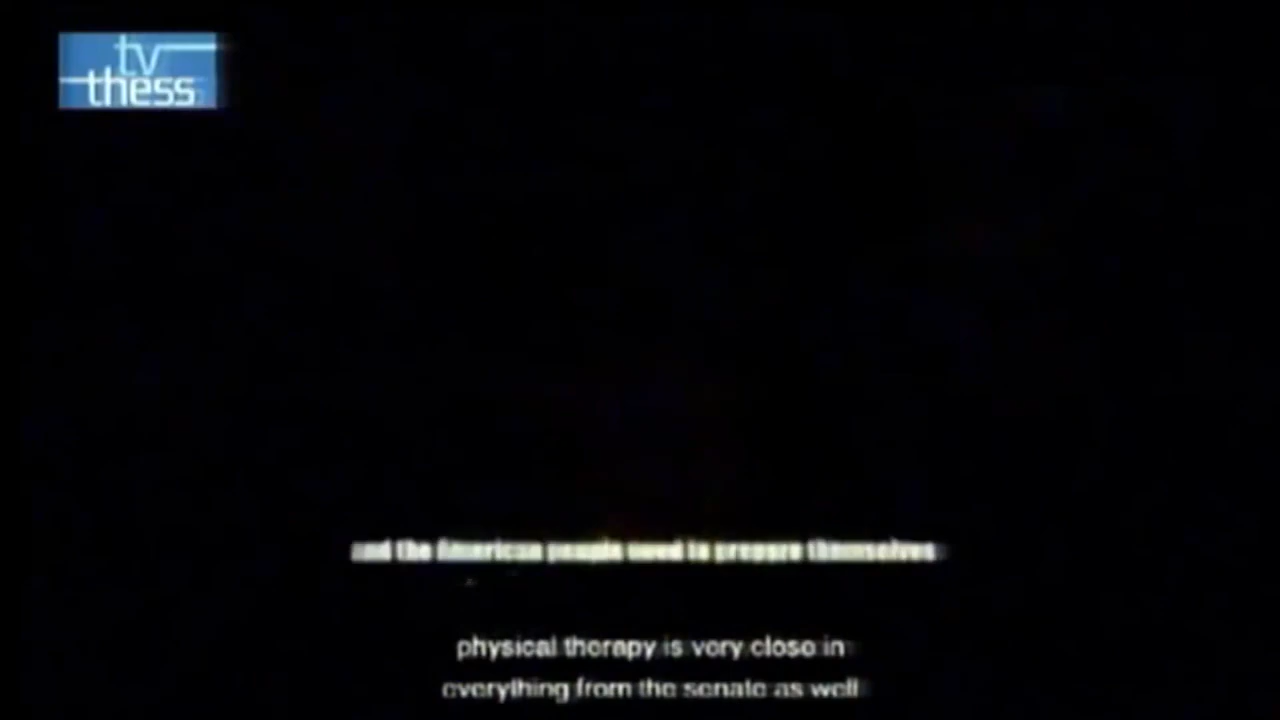 tv
thess
and the American people need to prepare themselves
physical therapy is very close in
everything from the senate as well